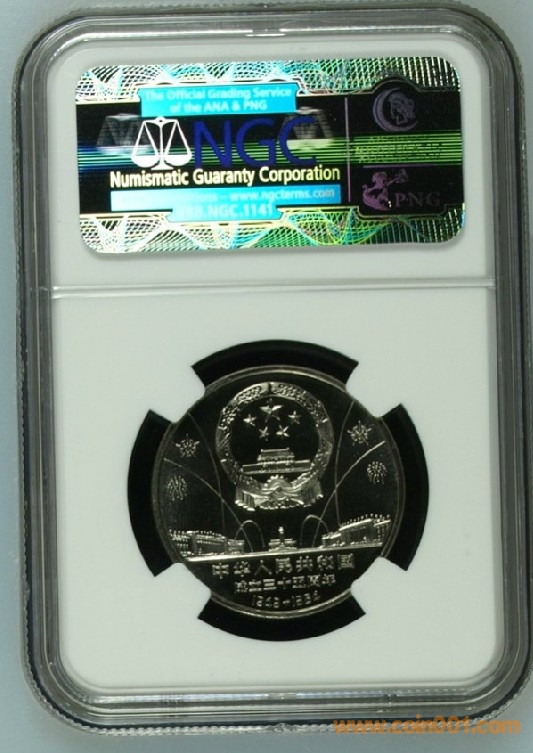 The Official Grading Service
of the ANA & PNG
NGC
Numismatic Guaranty Corporation
www.ngcterms.com
PNG
中华人民共和国
成立三十五周年
1949-1984
www.coin001.com